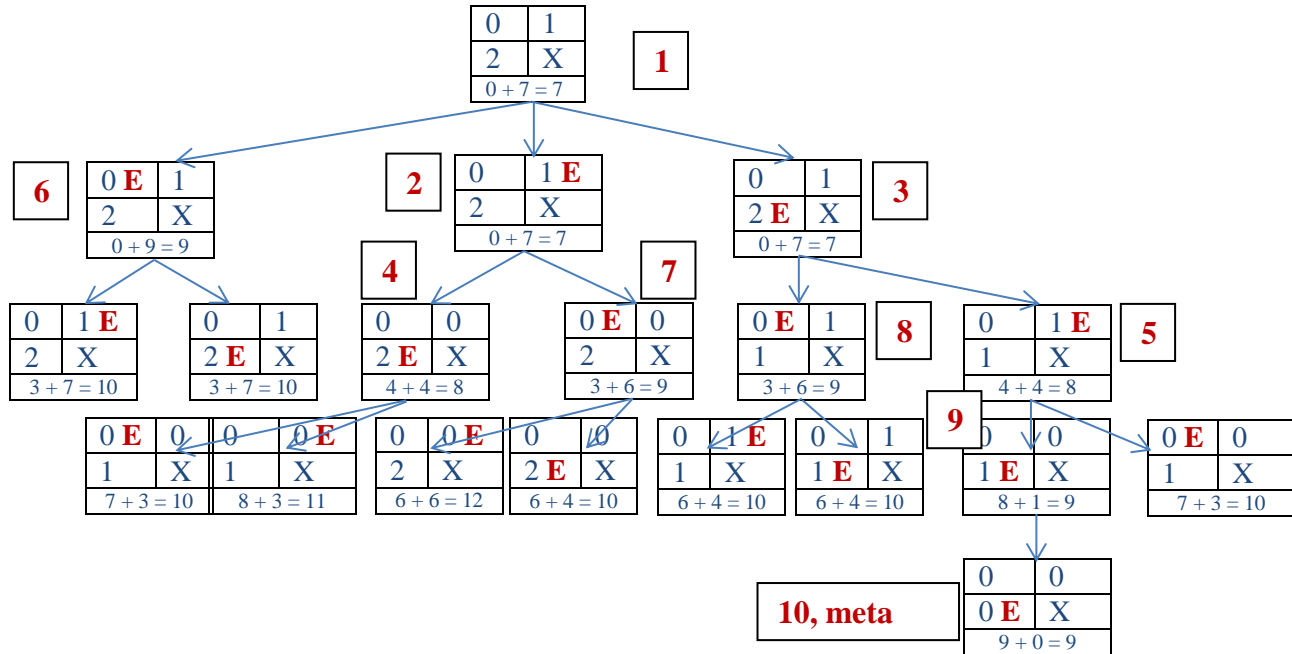 0 1
2 X
0 + 7 = 7
1
6
0 E 1
2 X
0 + 9 = 9
2
0 1 E
2 X
0 + 7 = 7
0 1
2 E X
0 + 7 = 7
3
4
7
0 1 E
2 X
3 + 7 = 10
0 1
2 E X
3 + 7 = 10
0 0
2 E X
4 + 4 = 8
0 E 0
2 X
3 + 6 = 9
0 E 1
1 X
3 + 6 = 9
8
0 1 E
1 X
4 + 4 = 8
5
0 E 0
1 X
7 + 3 = 10
0 0 E
1 X
8 + 3 = 11
0 0 E
2 X
6 + 6 = 12
0 0
2 E X
6 + 4 = 10
0 1 E
1 X
6 + 4 = 10
0 1
1 E X
6 + 4 = 10
9
0 0
1 E X
8 + 1 = 9
0 E 0
1 X
7 + 3 = 10
10, meta
0 0
0 E X
9 + 0 = 9